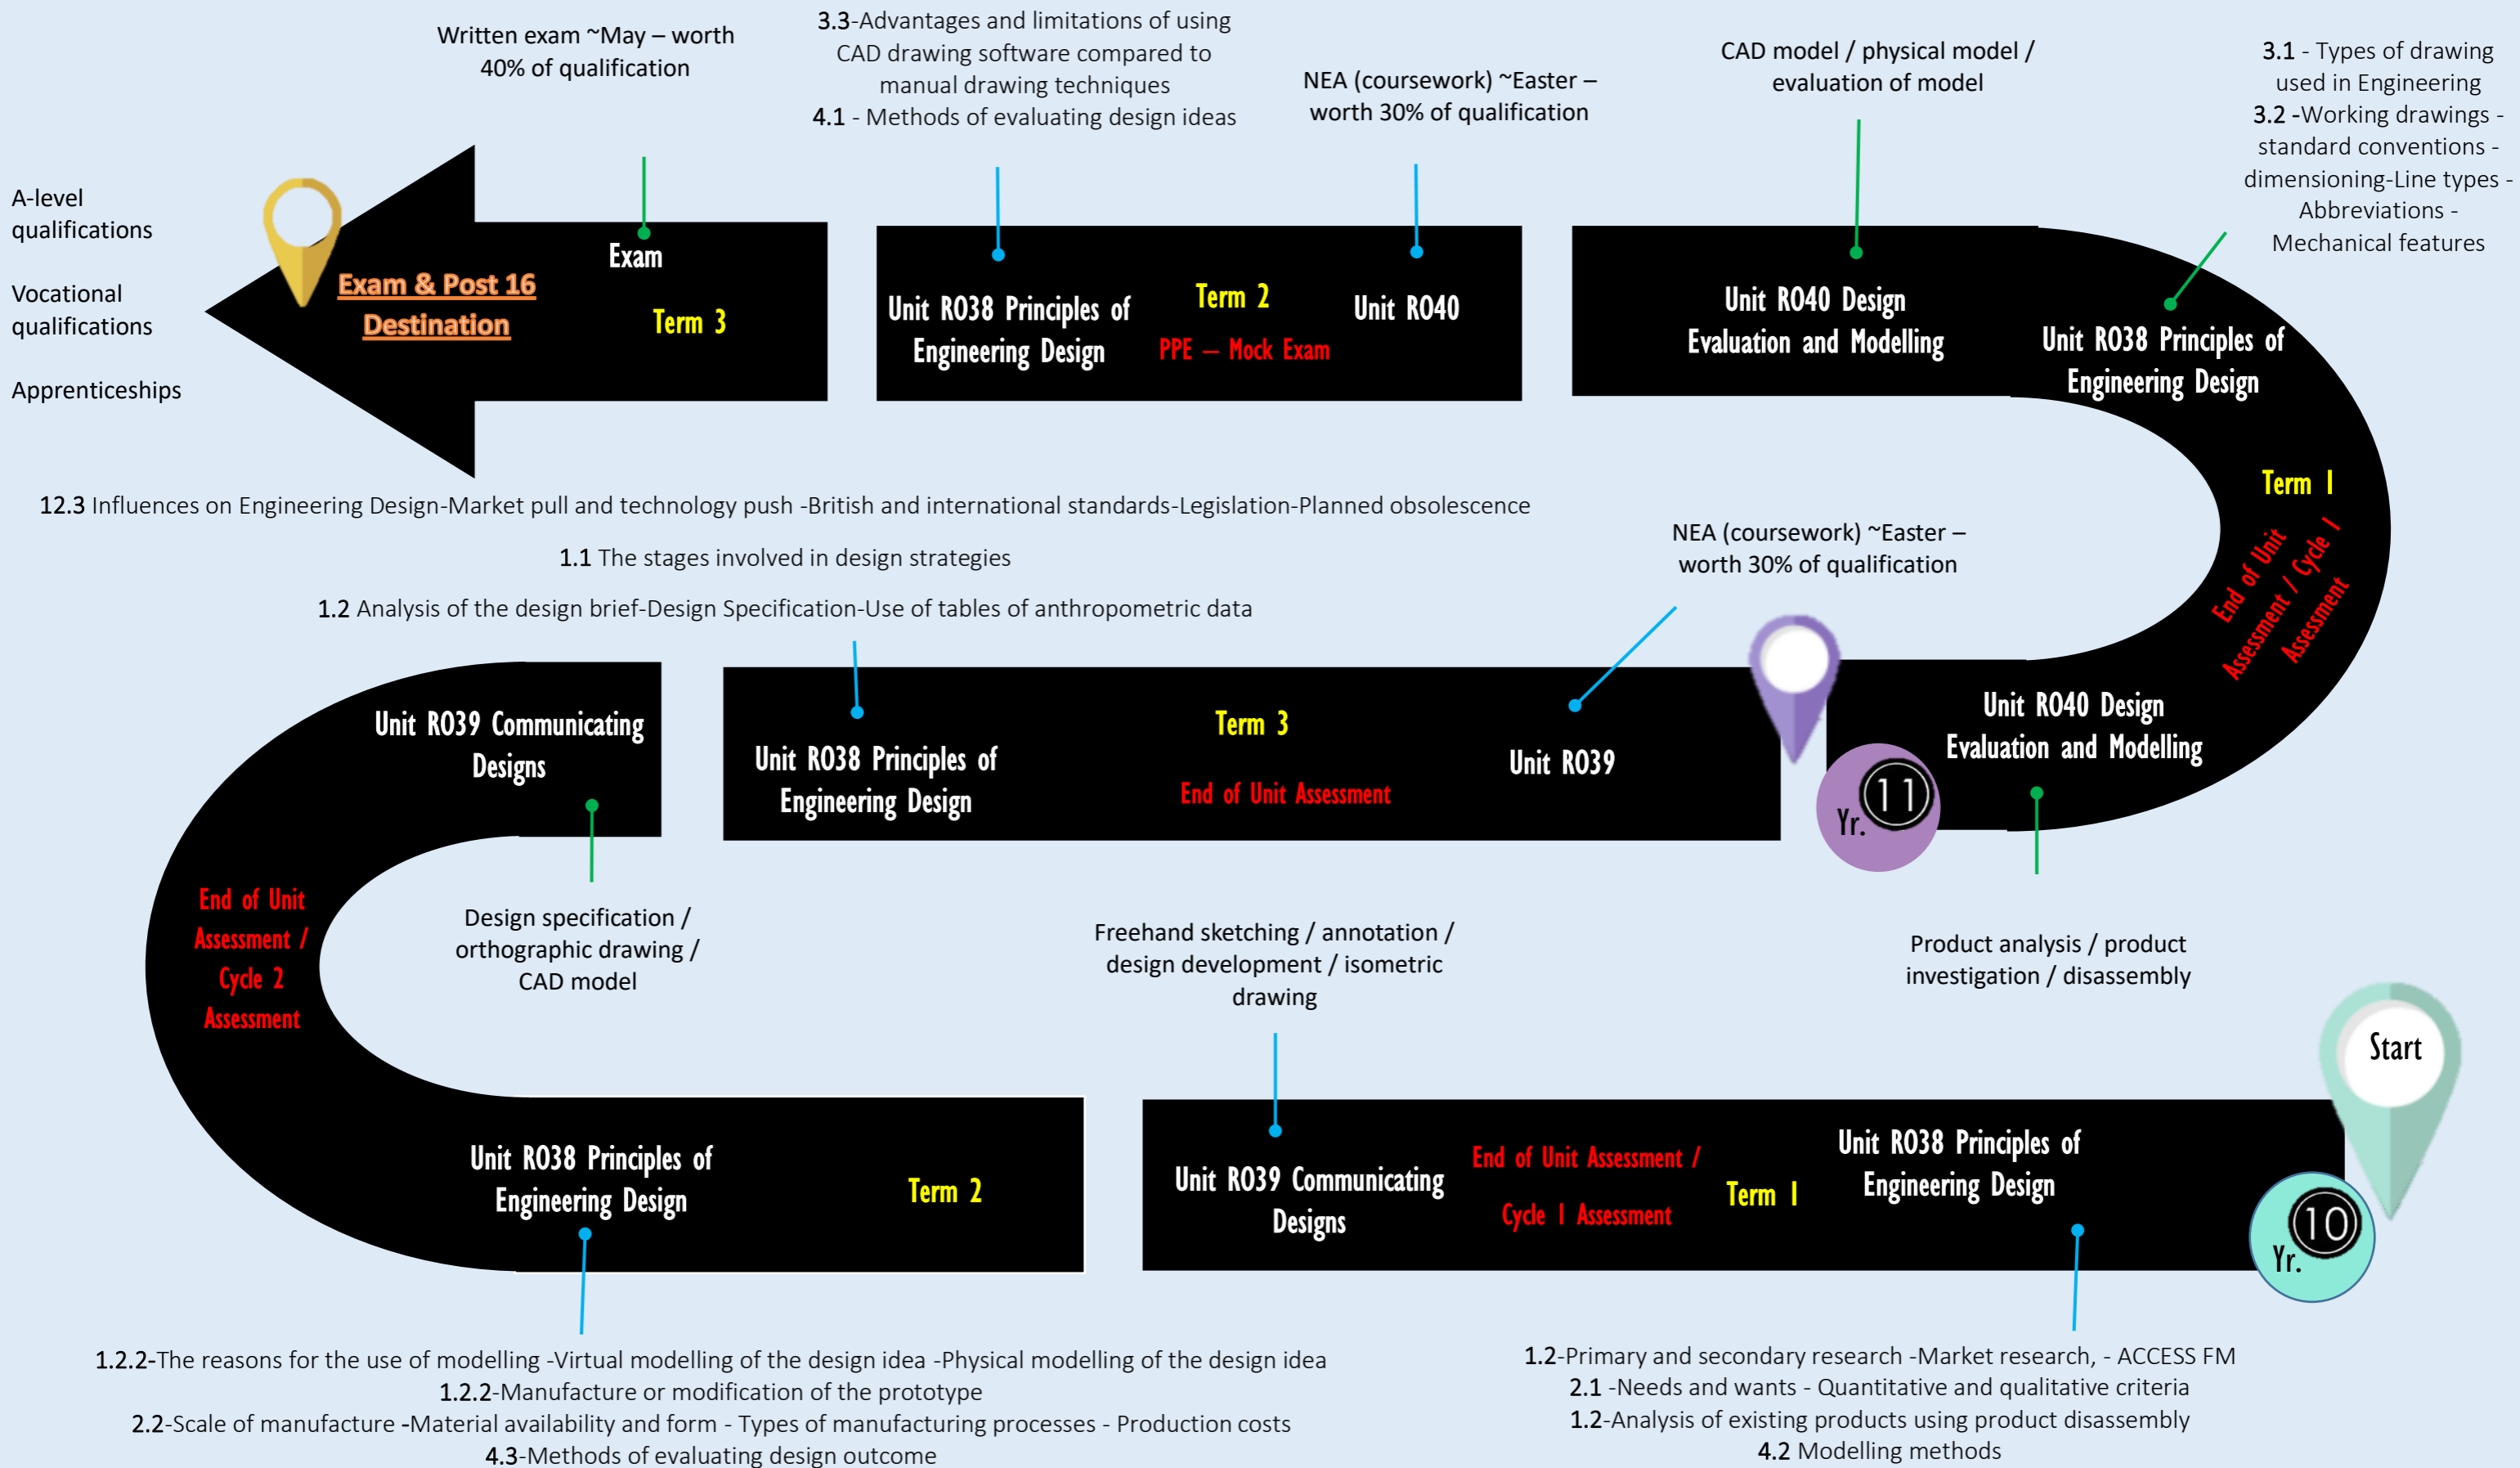 Written exam ~May – worth
40% of qualification
3.3-Advantages and limitations of using
CAD drawing software compared to
manual drawing techniques
4.1 - Methods of evaluating design ideas
NEA (coursework) ~Easter –
worth 30% of qualification
CAD model / physical model /
evaluation of model
3.1 - Types of drawing
used in Engineering
3.2 -Working drawings -
standard conventions -
dimensioning-Line types -
Abbreviations -
Mechanical features
A-level
qualifications
Vocational
qualifications
Apprenticeships
Exam & Post 16
Destination
Exam
Term 3
Unit RO38 Principles of
Engineering Design
Term 2
PPE – Mock Exam
Unit RO40
Unit RO40 Design
Evaluation and Modelling
Unit RO38 Principles of
Engineering Design
Term 1
End of Unit
Assessment / Cycle 1
Assessment
12.3 Influences on Engineering Design-Market pull and technology push -British and international standards-Legislation-Planned obsolescence
1.1 The stages involved in design strategies
1.2 Analysis of the design brief-Design Specification-Use of tables of anthropometric data
NEA (coursework) ~Easter –
worth 30% of qualification
Unit RO39 Communicating
Designs
Unit RO38 Principles of
Engineering Design
Term 3
End of Unit Assessment
Unit RO39
Yr. 11
Unit RO40 Design
Evaluation and Modelling
End of Unit
Assessment /
Cycle 2
Assessment
Design specification /
orthographic drawing /
CAD model
Freehand sketching / annotation /
design development / isometric
drawing
Product analysis / product
investigation / disassembly
Start
Unit RO38 Principles of
Engineering Design
Term 2
Unit RO39 Communicating
Designs
End of Unit Assessment /
Cycle 1 Assessment
Term 1
Unit RO38 Principles of
Engineering Design
Yr. 10
1.2.2-The reasons for the use of modelling -Virtual modelling of the design idea -Physical modelling of the design idea
1.2.2-Manufacture or modification of the prototype
2.2-Scale of manufacture -Material availability and form - Types of manufacturing processes - Production costs
4.3-Methods of evaluating design outcome
1.2-Primary and secondary research -Market research, - ACCESS FM
2.1 -Needs and wants - Quantitative and qualitative criteria
1.2-Analysis of existing products using product disassembly
4.2 Modelling methods